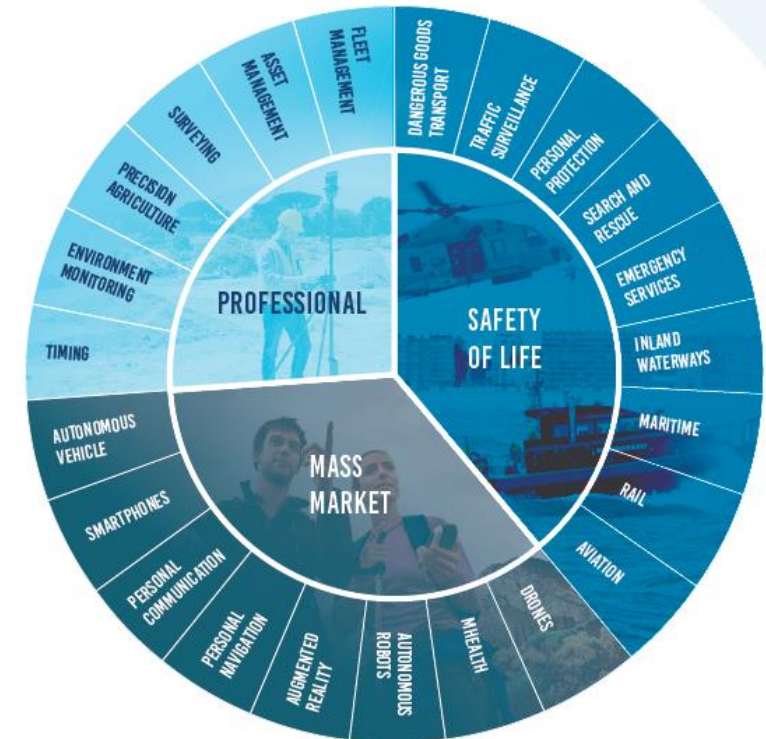 PROFESSIONAL
SAFETY
OF LIFE
MASS
MARKET
DANGEROUS GOODS
TRANSPORT
TRAFFIC
SURVEILLANCE
PERSONAL
PROTECTION
SEARCH AND
RESCUE
EMERGENCY
SERVICES
INLAND
WATERWAYS
MARITIME
RAIL
AVIATION
DRONES
MHEALTH
AUTONOMOUS
ROBOTS
AUGMENTED
REALITY
PERSONAL
NAVIGATION
PERSONAL
COMMUNICATION
SMARTPHONES
AUTONOMOUS
VEHICLE
TIMING
ENVIRONMENT
MONITORING
PRECISION
AGRICULTURE
SURVEYING
ASSET
MANAGEMENT
FLEET
MANAGEMENT